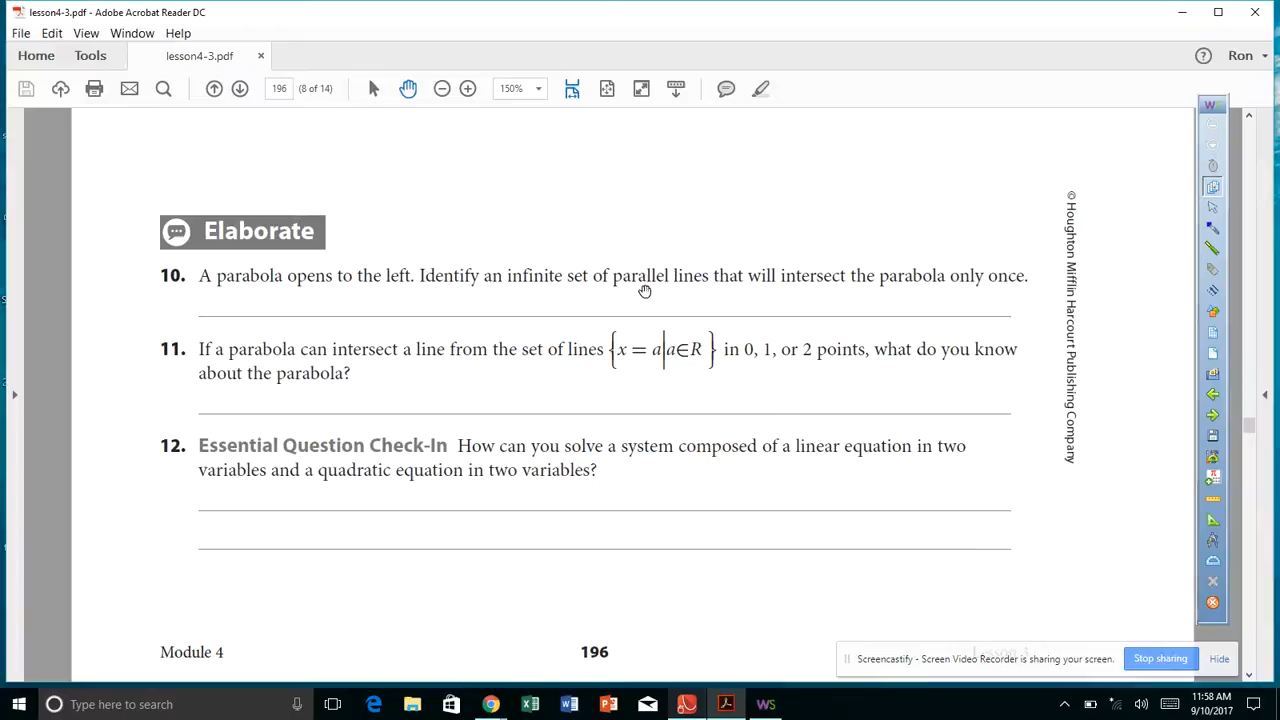 lesson4-3.pdf - Adobe Acrobat Reader DC
File Edit View Window Help
Home Tools lesson4-3.pdf × ? Ron
196 (8 of 14) 150%
W
Elaborate
10. A parabola opens to the left. Identify an infinite set of parallel lines that will intersect the parabola only once.
11. If a parabola can intersect a line from the set of lines {x = a|a∈R } in 0, 1, or 2 points, what do you know
about the parabola?
12. Essential Question Check-In How can you solve a system composed of a linear equation in two
variables and a quadratic equation in two variables?
© Houghton Mifflin Harcourt Publishing Company
Module 4 196 Lesson 3
Screencastify - Screen Video Recorder is sharing your screen. Stop sharing Hide
Type here to search
11:58 AM
9/10/2017